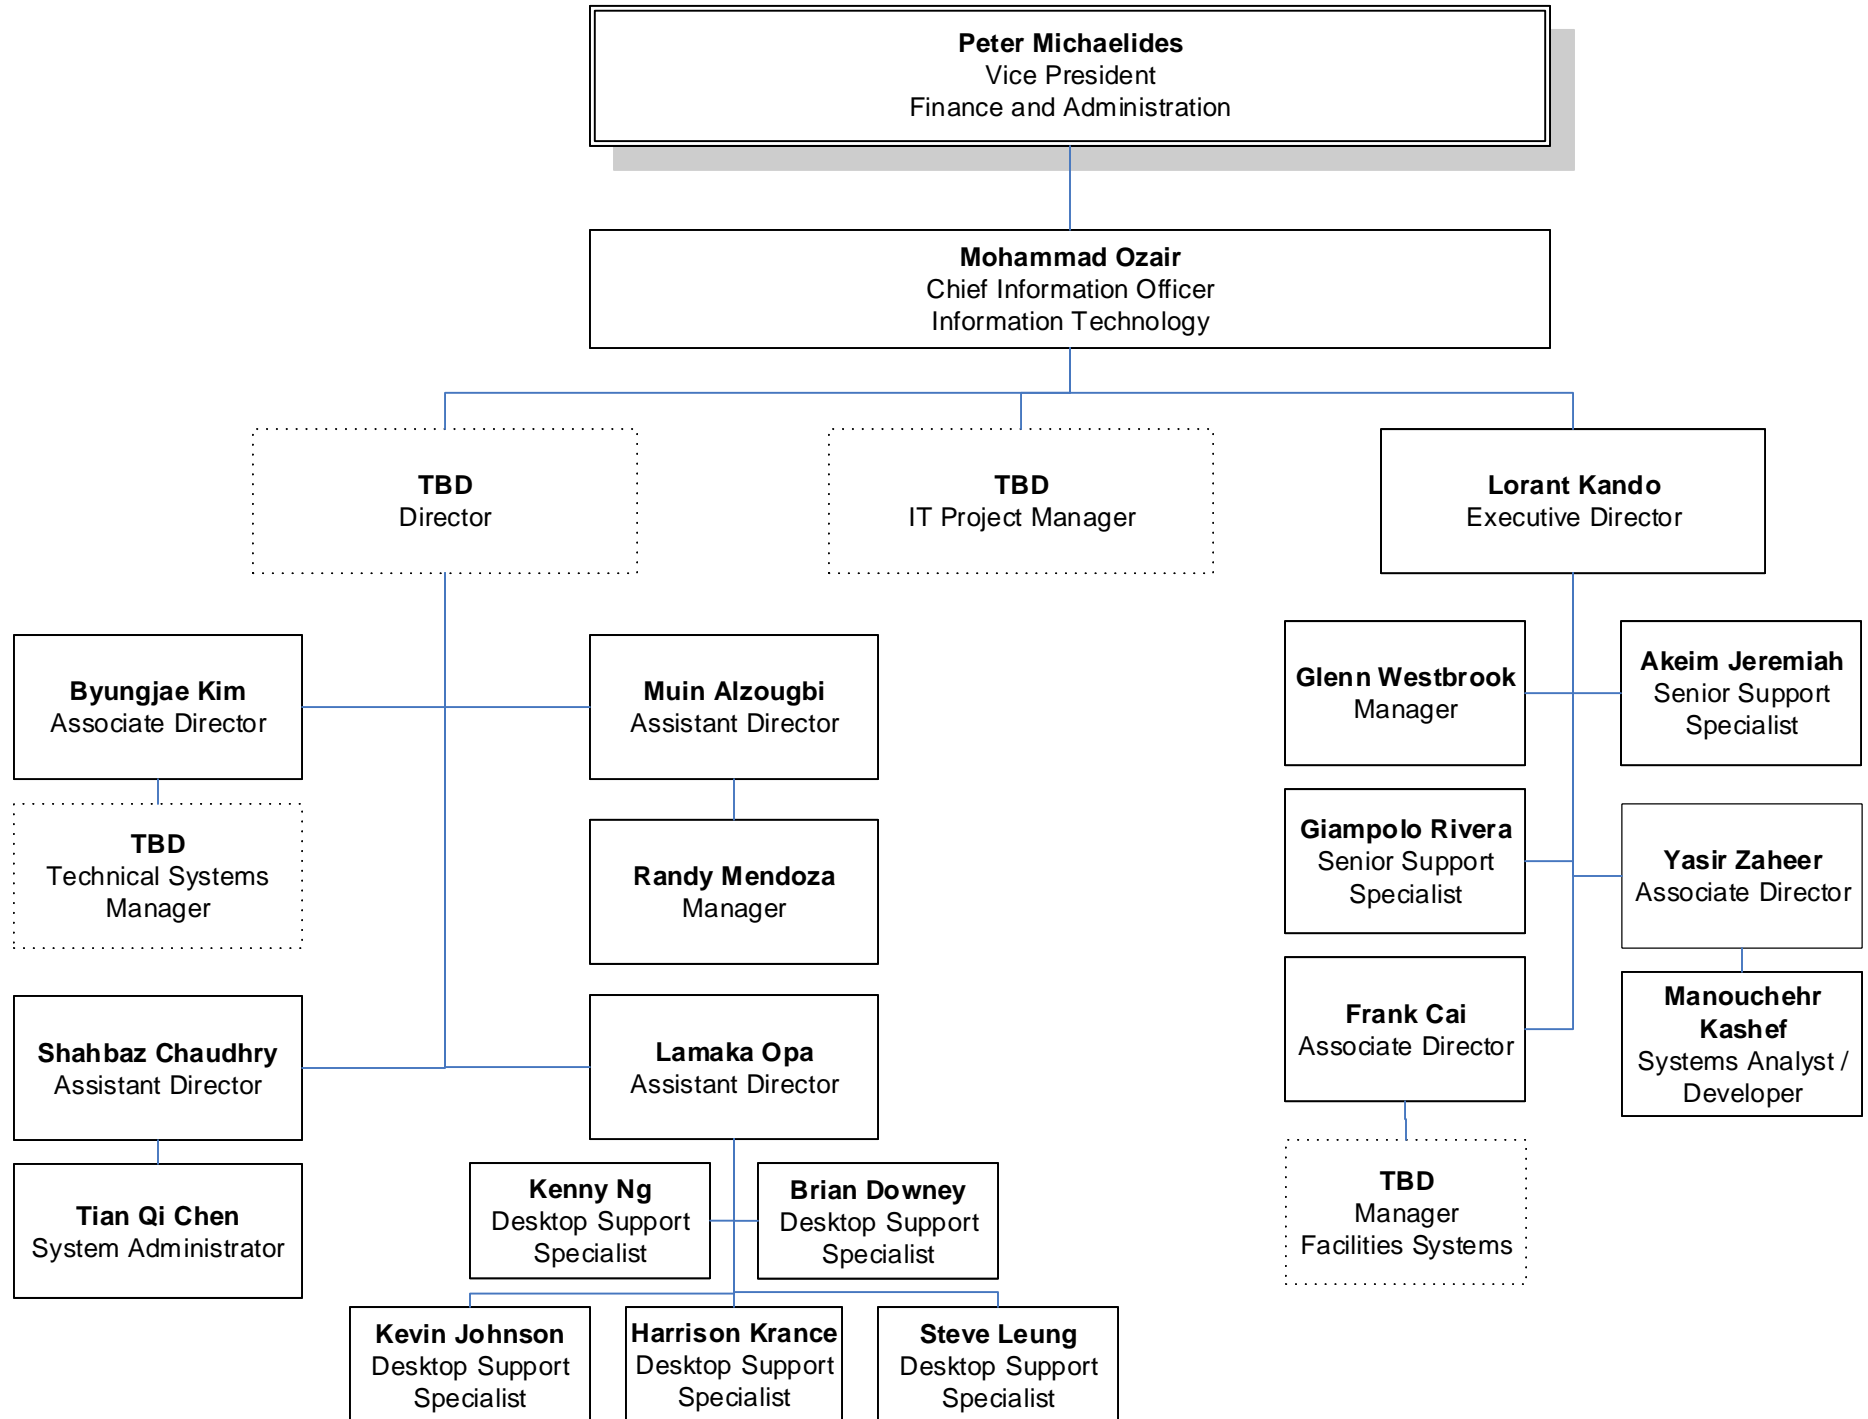 Peter Michaelides
Vice President
Finance and Administration
Mohammad Ozair
Chief Information Officer
Information Technology
TBD
Director
TBD
IT Project Manager
Lorant Kando
Executive Director
Byungjae Kim
Associate Director
Muin Alzougbi
Assistant Director
Glenn Westbrook
Manager
Akeim Jeremiah
Senior Support
Specialist
TBD
Technical Systems
Manager
Randy Mendoza
Manager
Giampolo Rivera
Senior Support
Specialist
Yasir Zaheer
Associate Director
Shahbaz Chaudhry
Assistant Director
Lamaka Opa
Assistant Director
Frank Cai
Associate Director
Manouchehr
Kashef
Systems Analyst /
Developer
Tian Qi Chen
System Administrator
Kenny Ng
Desktop Support
Specialist
Brian Downey
Desktop Support
Specialist
TBD
Manager
Facilities Systems
Kevin Johnson
Desktop Support
Specialist
Harrison Krance
Desktop Support
Specialist
Steve Leung
Desktop Support
Specialist